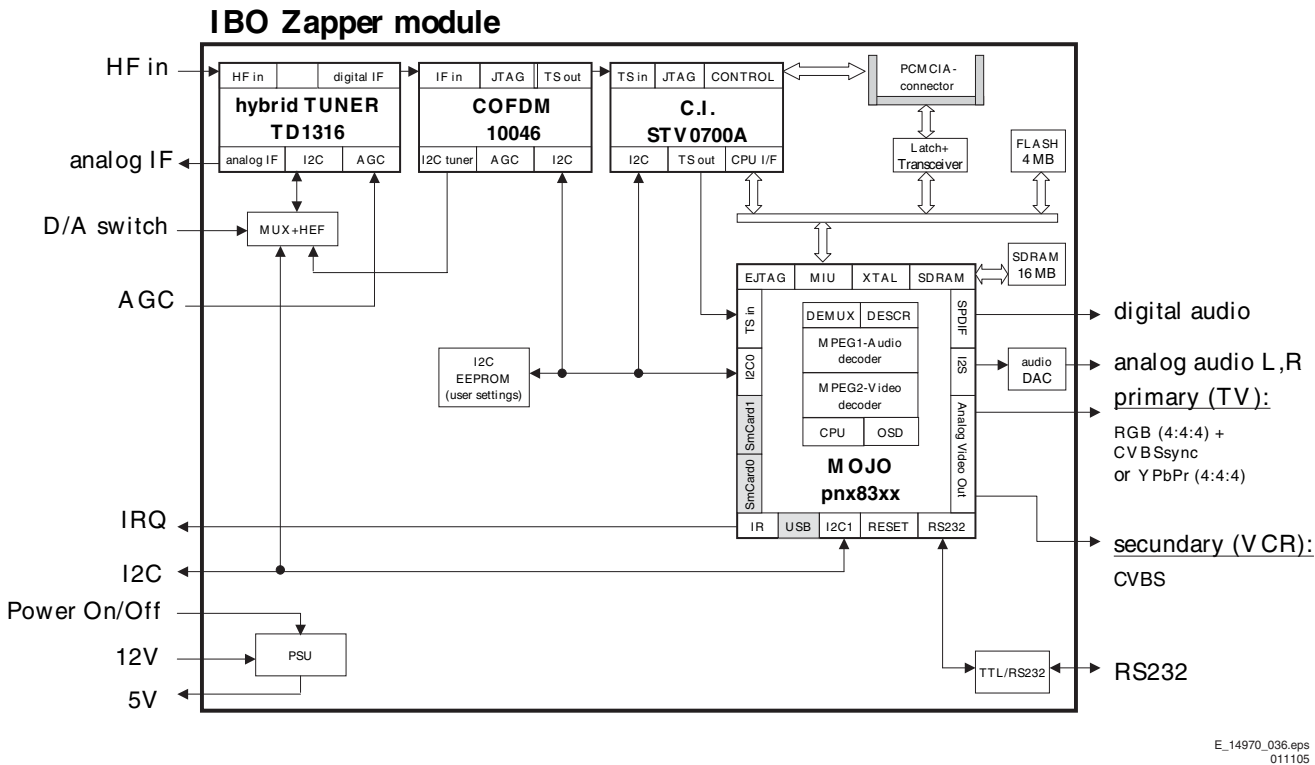 IBO Zapper module
HF in
HF in
digital IF
hybrid TUNER
TD1316
analog IF
I2C
AGC
IF in
JTAG
TS out
COFDM
10046
I2C tuner
AGC
I2C
TS in
JTAG
CONTROL
C.I.
STV0700A
I2C
TS out
CPU I/F
PCMCIA-
connector
Latch+
Transceiver
FLASH
4 MB
analog IF
D/A switch
MUX+HEF
AGC
SDRAM
16 MB
EJTAG
MIU
XTAL
SDRAM
TS in
I2C0
SmCard1
SmCard0
DEMUX
DESCR
MPEG1-Audio
decoder
MPEG2-Video
decoder
CPU
OSD
MOJO
pnx83xx
SPDIF
I2S
Analog Video Out
IR
USB
I2C1
RESET
RS232
I2C
EEPROM
(user settings)
audio
DAC
digital audio
analog audio L,R
primary (TV):
RGB (4:4:4) +
CVBSsync
or YPbPr (4:4:4)
secundary (VCR):
CVBS
IRQ
I2C
Power On/Off
12V
5V
PSU
TTL/RS232
RS232
E_14970_036.eps
011105